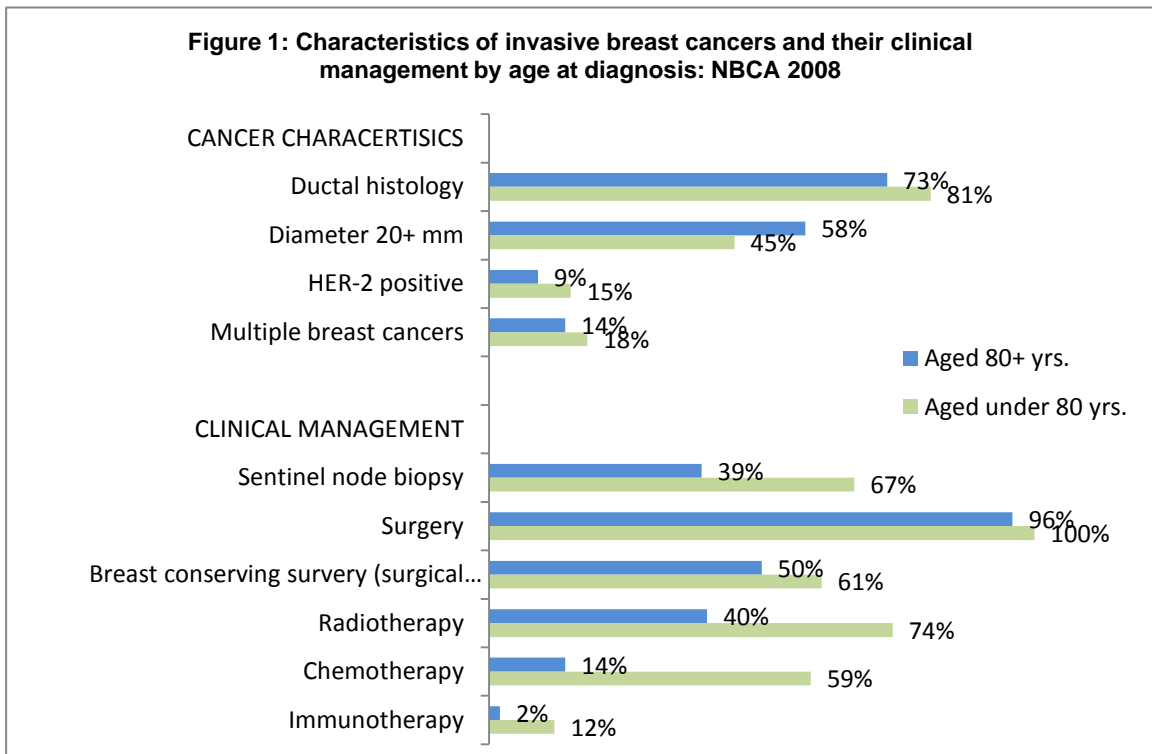 Figure 1: Characteristics of invasive breast cancers and their clinical
management by age at diagnosis: NBCA 2008
CANCER CHARACERTISICS
Ductal histology
73%
81%
Diameter 20+ mm
58%
45%
HER-2 positive
9%
15%
Multiple breast cancers
14%
18%
Aged 80+ yrs.
Aged under 80 yrs.
CLINICAL MANAGEMENT
Sentinel node biopsy
39%
67%
Surgery
96%
100%
Breast conserving survery (surgical...
50%
61%
Radiotherapy
40%
74%
Chemotherapy
14%
59%
Immunotherapy
2%
12%